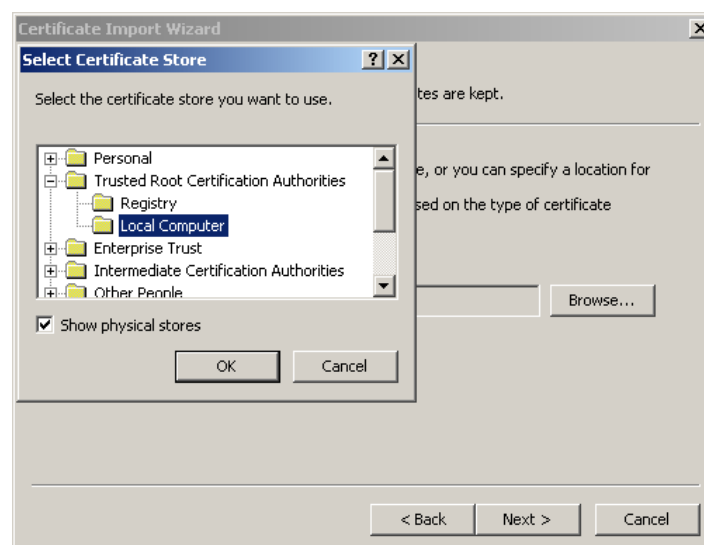 Certificate Import Wizard
Select Certificate Store
Select the certificate store you want to use.
tes are kept.
Personal
Trusted Root Certification Authorities
e, or you can specify a location for
Registry
sed on the type of certificate
Local Computer
Enterprise Trust
Intermediate Certification Authorities
Other People
Browse...
Show physical stores
OK
Cancel
< Back
Next >
Cancel